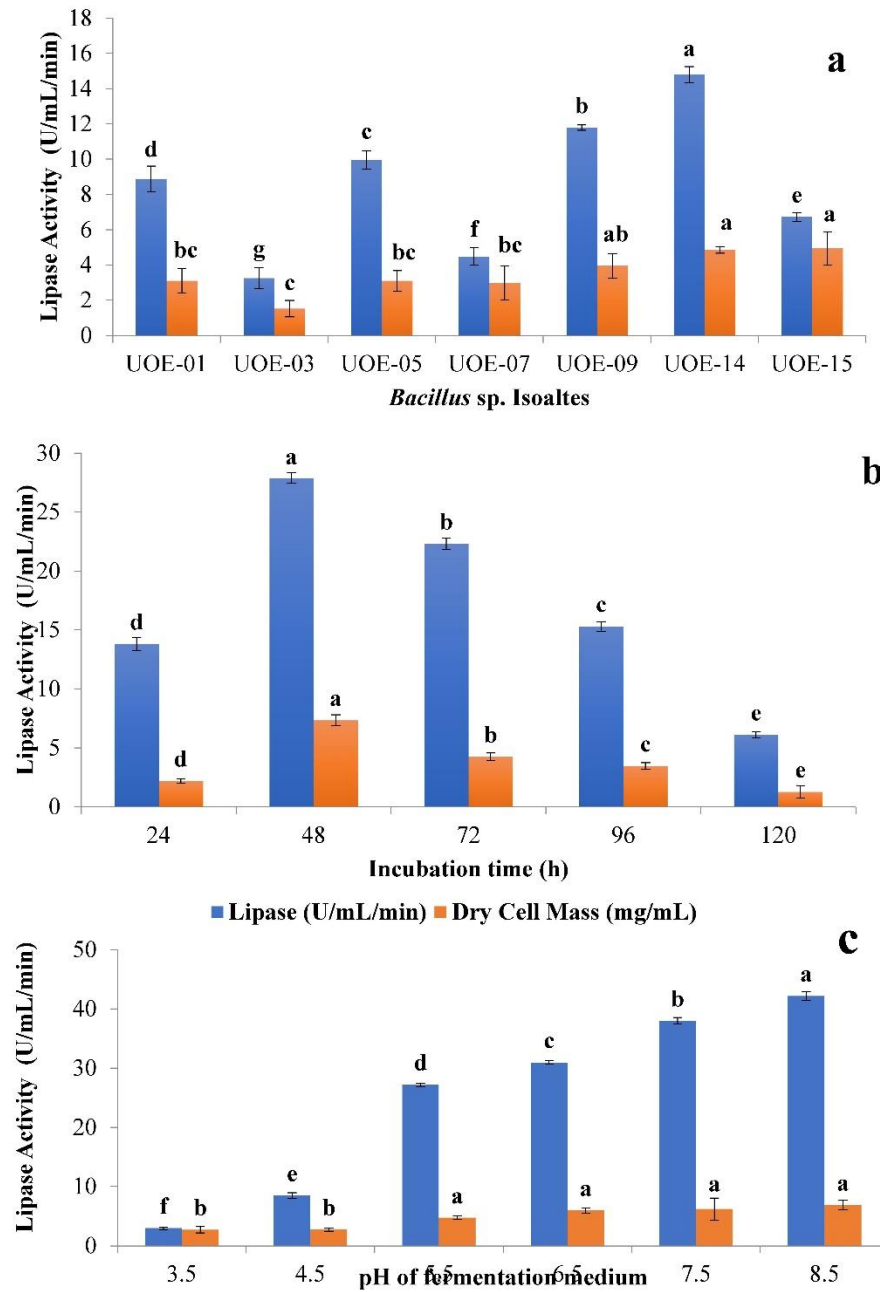 18
16
14
12
10
8
6
4
2
0
Lipase Activity (U/mL/min)
a
d
bc
g
c
c
bc
f
bc
b
ab
a
a
e
a
UOE-01 UOE-03 UOE-05 UOE-07 UOE-09 UOE-14 UOE-15
Bacillus sp. Isoaltes
30
25
20
15
10
5
0
Lipase Activity (U/mL/min)
b
d
d
a
a
b
b
c
c
e
e
24 48 72 96 120
Incubation time (h)
Lipase (U/mL/min) Dry Cell Mass (mg/mL)
50
40
30
20
10
0
Lipase Activity (U/mL/min)
c
f
b
e
b
d
a
c
a
b
a
a
a
3.5 4.5 5.5 6.5 7.5 8.5
pH of fermentation medium